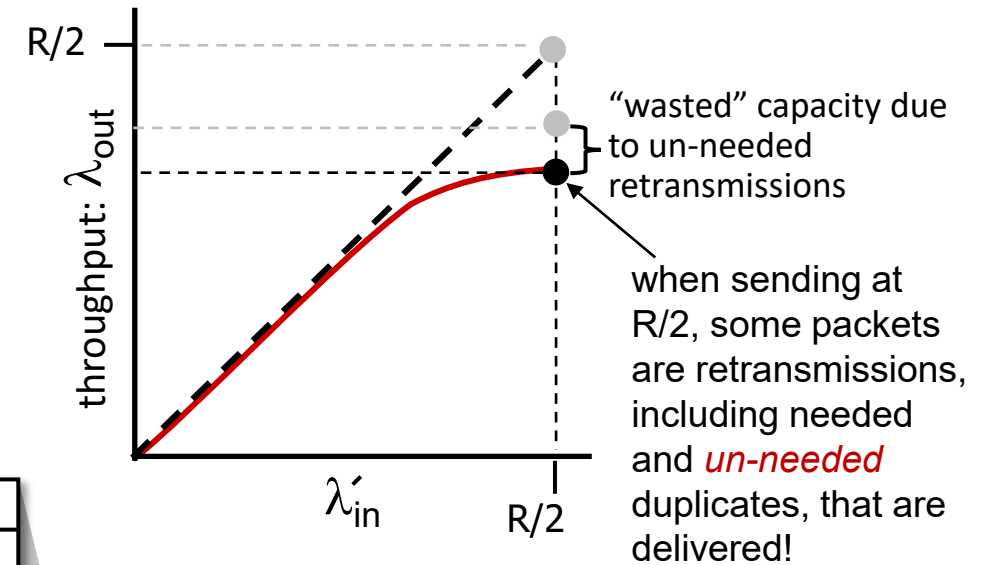 R/2
throughput: λout
“wasted” capacity due
to un-needed
retransmissions
when sending at
R/2, some packets
are retransmissions,
including needed
and un-needed
duplicates, that are
delivered!
λ′in
R/2